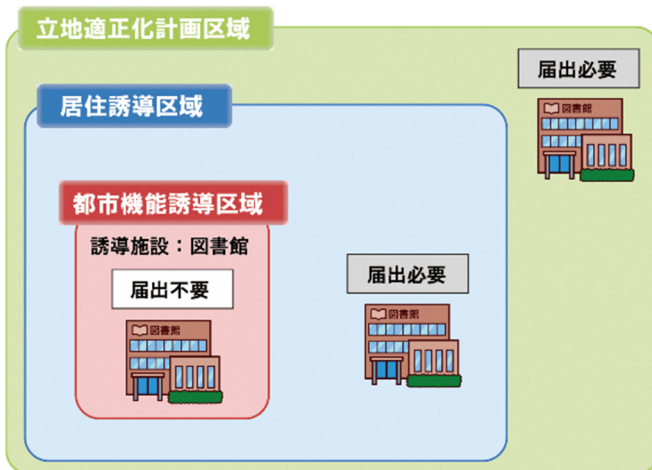 立地適正化計画区域
届出必要
図書館
居住誘導区域
都市機能誘導区域
誘導施設：図書館
届出不要
図書館
届出必要
図書館